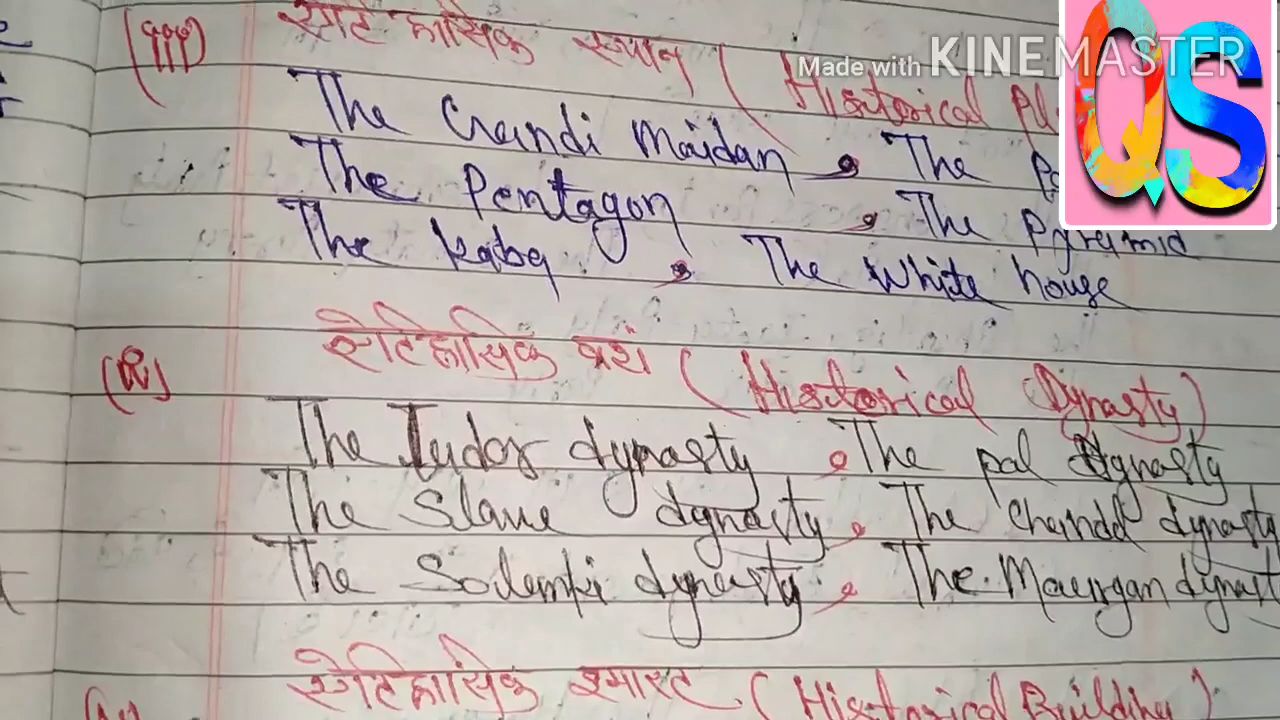 (iii) ऐतिहासिक स्थान ( Historical Pl
Made with KINEMASTER
QS
The Chandi Maidan , The
The Pentagon , The Pyramid
The Kaba , The White house
(iv) ऐतिहासिक वंश ( Historical Dynasty )
The Tudor dynasty , The pal dynasty
The Slave dynasty , The Chandel dynasty
The Solanki dynasty , The Mauryan dynast
ऐतिहासिक इमारत ( Historical Building )